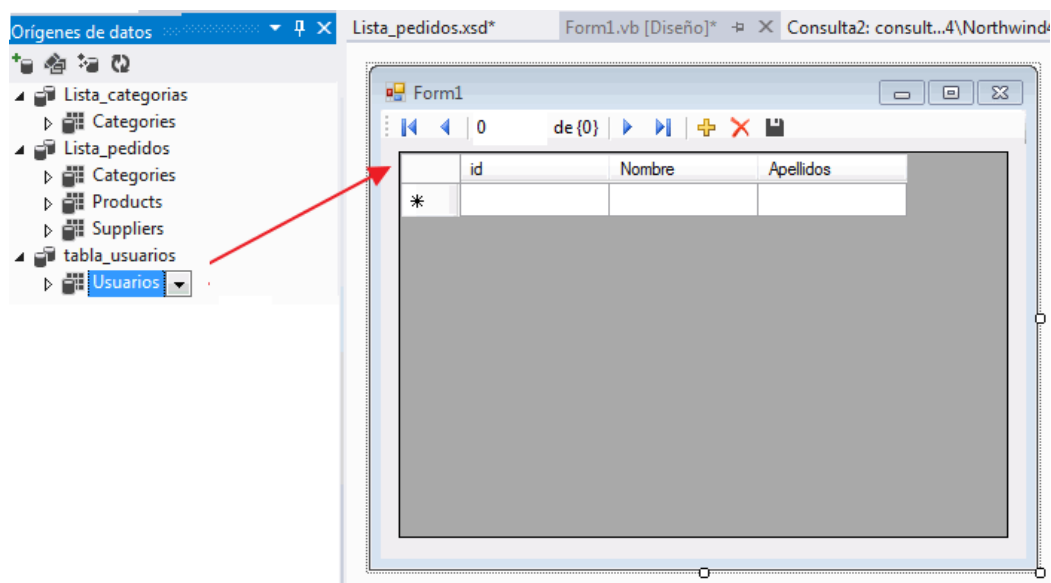 Orígenes de datos
Lista_categorias
Categories
Lista_pedidos
Categories
Products
Suppliers
tabla_usuarios
Usuarios
Lista_pedidos.xsd*
Form1.vb [Diseño]*
Consulta2: consult...4\Northwind4
Form1
0 de {0}
id Nombre Apellidos